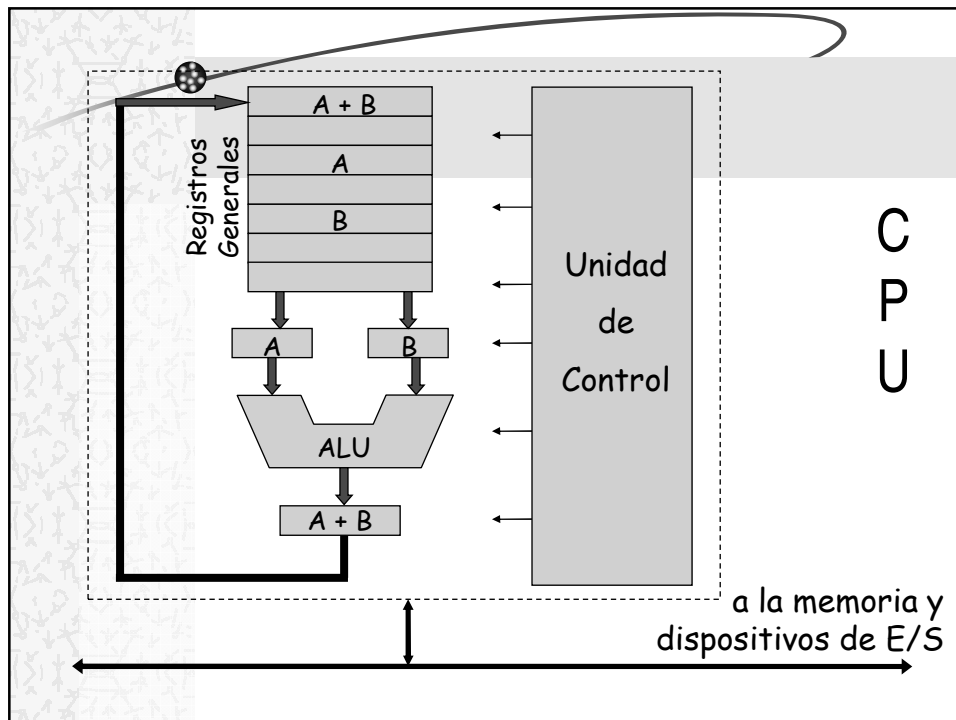 A + B
A
B
Registros
Generales
A
B
ALU
A + B
Unidad
de
Control
C
P
U
a la memoria y
dispositivos de E/S